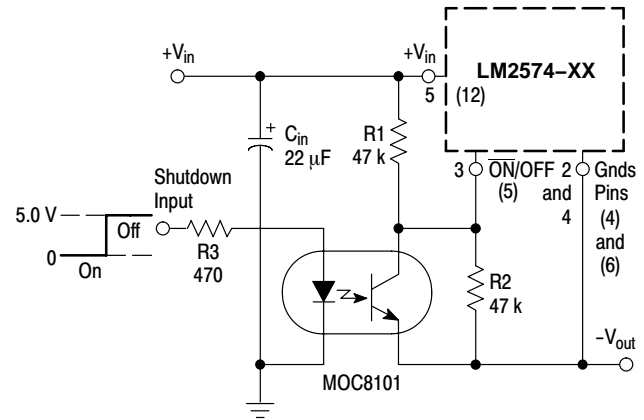 +Vin
+Vin
LM2574–XX
5 (12)
Cin
22 µF
+
R1
47 k
3 ON/OFF 2 Gnds
(5) and Pins
4 (4)
and
(6)
Shutdown
Input
5.0 V
Off
0
On
R3
470
R2
47 k
–Vout
MOC8101